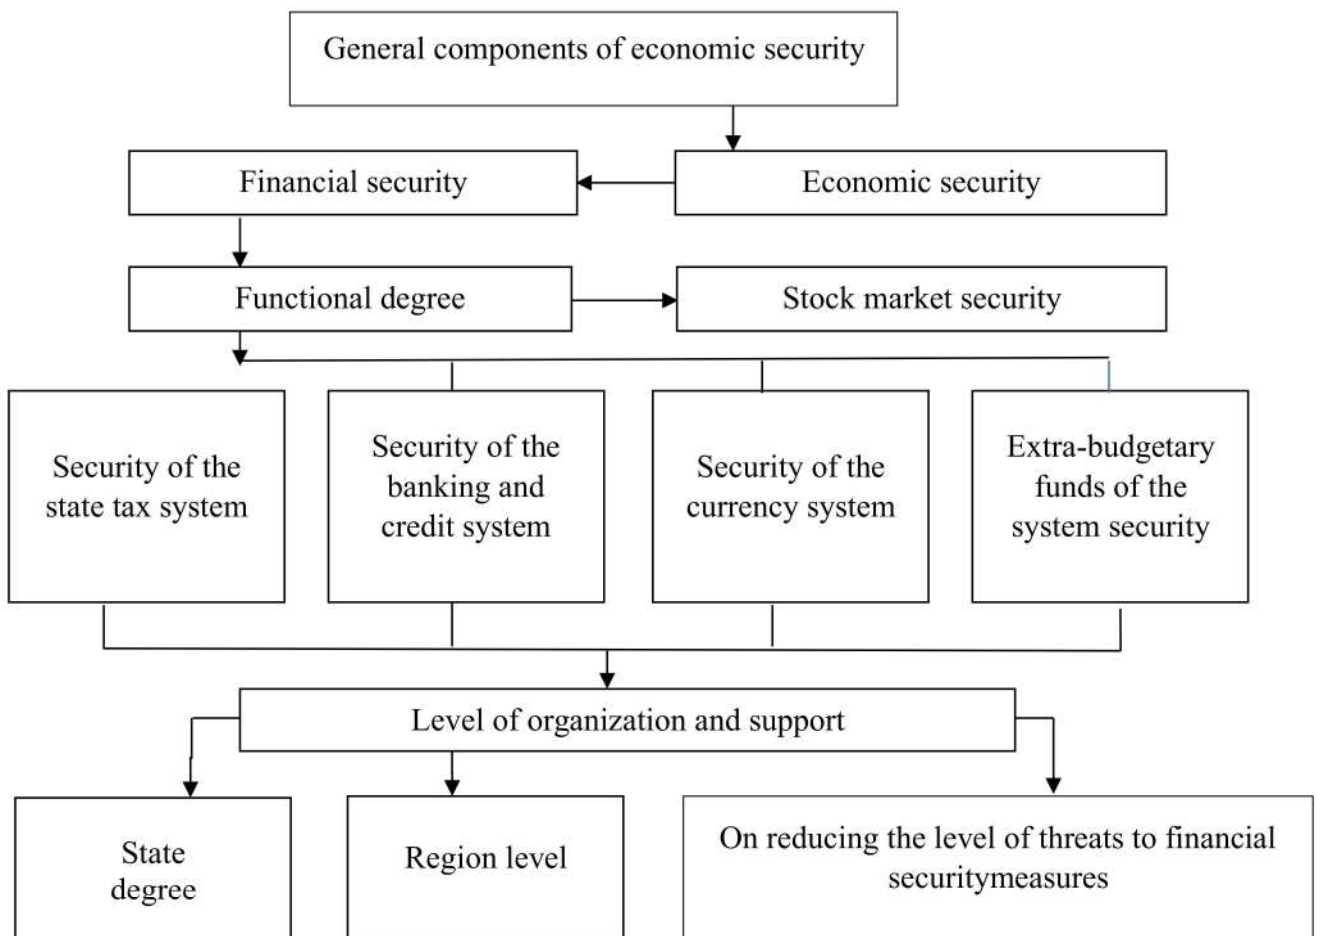 General components of economic security
Financial security
Economic security
Functional degree
Stock market security
Security of the
state tax system
Security of the
banking and
credit system
Security of the
currency system
Extra-budgetary
funds of the
system security
Level of organization and support
State
degree
Region level
On reducing the level of threats to financial
securitymeasures